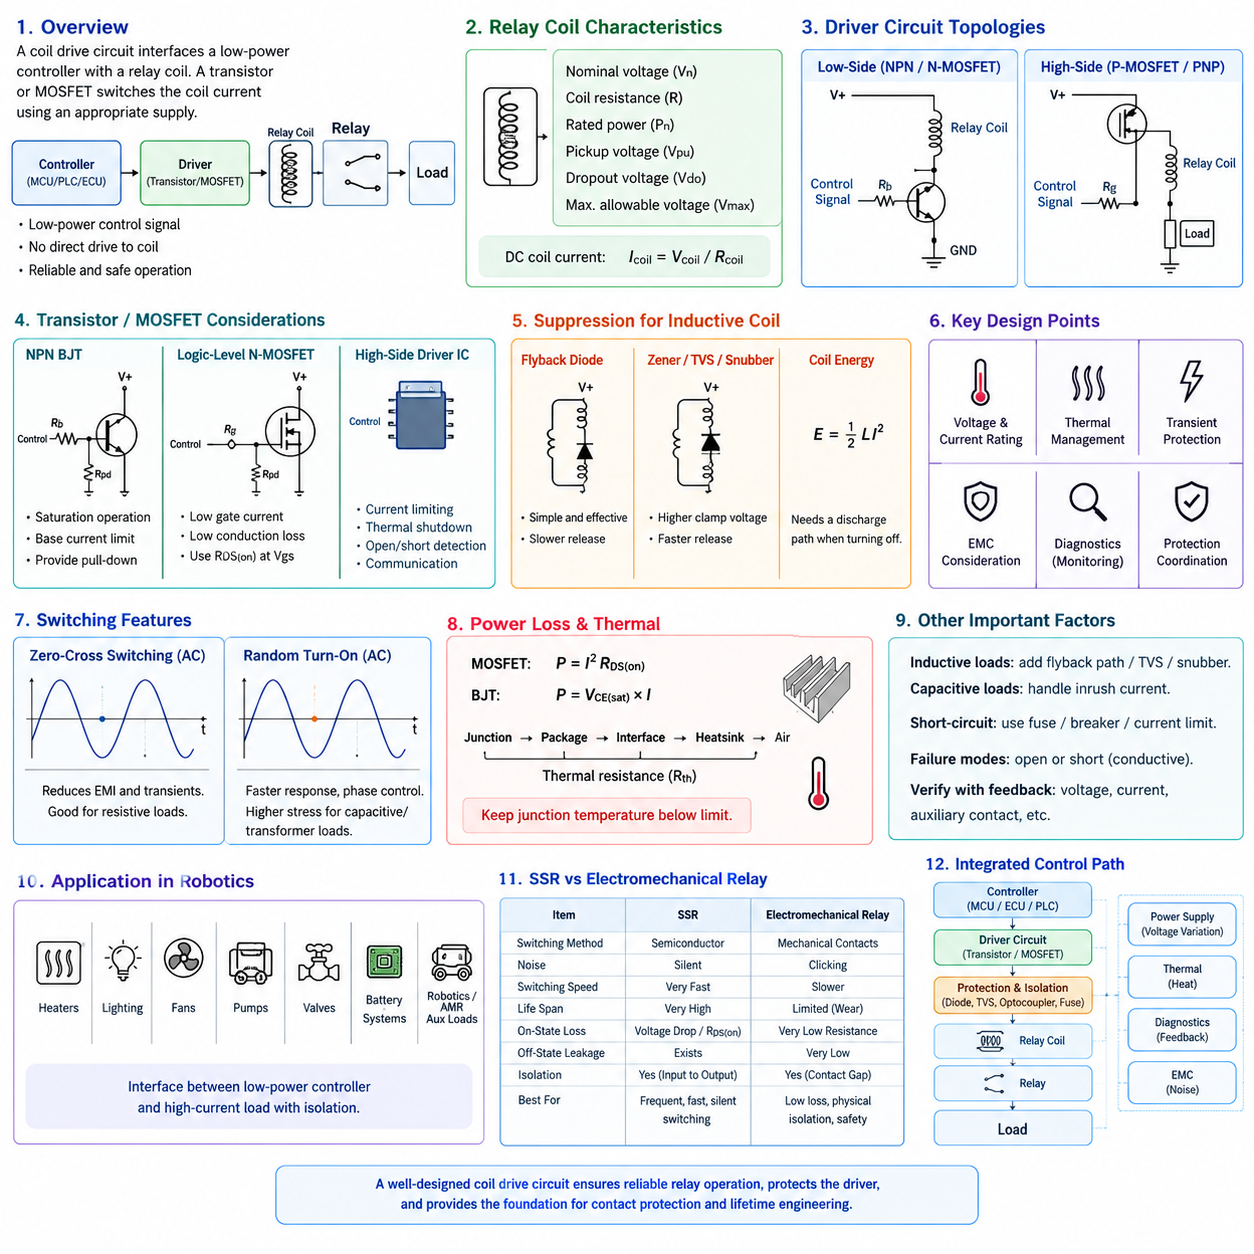 1. Overview
A coil drive circuit interfaces a low-power
controller with a relay coil. A transistor
or MOSFET switches the coil current
using an appropriate supply.
Controller
(MCU/PLC/ECU)
Driver
(Transistor/MOSFET)
Relay Coil
Relay
Load
• Low-power control signal
• No direct drive to coil
• Reliable and safe operation
2. Relay Coil Characteristics
Nominal voltage (Vn)
Coil resistance (R)
Rated power (Pn)
Pickup voltage (Vpu)
Dropout voltage (Vdo)
Max. allowable voltage (Vmax)
DC coil current: Icoil = Vcoil / Rcoil
3. Driver Circuit Topologies
Low-Side (NPN / N-MOSFET)
V+
Relay Coil
Control
Signal
Rb
GND
High-Side (P-MOSFET / PNP)
V+
Relay Coil
Control
Signal
Rg
Load
4. Transistor / MOSFET Considerations
NPN BJT
V+
Rb
Control
Rpd
• Saturation operation
• Base current limit
• Provide pull-down
Logic-Level N-MOSFET
V+
Rg
Control
Rpd
• Low gate current
• Low conduction loss
• Use RDS(on) at Vgs
High-Side Driver IC
Control
• Current limiting
• Thermal shutdown
• Open/short detection
• Communication
5. Suppression for Inductive Coil
Flyback Diode
V+
• Simple and effective
• Slower release
Zener / TVS / Snubber
V+
• Higher clamp voltage
• Faster release
Coil Energy
E = 1/2 LI²
Needs a discharge
path when turning off.
6. Key Design Points
Voltage &
Current Rating
Thermal
Management
Transient
Protection
EMC
Consideration
Diagnostics
(Monitoring)
Protection
Coordination
7. Switching Features
Zero-Cross Switching (AC)
t
Reduces EMI and transients.
Good for resistive loads.
Random Turn-On (AC)
t
Faster response, phase control.
Higher stress for capacitive/
transformer loads.
8. Power Loss & Thermal
MOSFET: P = I² RDS(on)
BJT: P = VCE(sat) × I
Junction → Package → Interface → Heatsink → Air
Thermal resistance (Rth)
Keep junction temperature below limit.
9. Other Important Factors
Inductive loads: add flyback path / TVS / snubber.
Capacitive loads: handle inrush current.
Short-circuit: use fuse / breaker / current limit.
Failure modes: open or short (conductive).
Verify with feedback: voltage, current,
auxiliary contact, etc.
10. Application in Robotics
Heaters
Lighting
Fans
Pumps
Valves
Battery
Systems
Robotics /
AMR
Aux Loads
Interface between low-power controller
and high-current load with isolation.
11. SSR vs Electromechanical Relay
Item SSR Electromechanical Relay
Switching Method Semiconductor Mechanical Contacts
Noise Silent Clicking
Switching Speed Very Fast Slower
Life Span Very High Limited (Wear)
On-State Loss Voltage Drop / RDS(on) Very Low Resistance
Off-State Leakage Exists Very Low
Isolation Yes (Input to Output) Yes (Contact Gap)
Best For Frequent, fast, silent Low loss, physical
switching isolation, safety
12. Integrated Control Path
Controller
(MCU / ECU / PLC)
Driver Circuit
(Transistor / MOSFET)
Protection & Isolation
(Diode, TVS, Optocoupler, Fuse)
Relay Coil
Relay
Load
Power Supply
(Voltage Variation)
Thermal
(Heat)
Diagnostics
(Feedback)
EMC
(Noise)
A well-designed coil drive circuit ensures reliable relay operation, protects the driver,
and provides the foundation for contact protection and lifetime engineering.